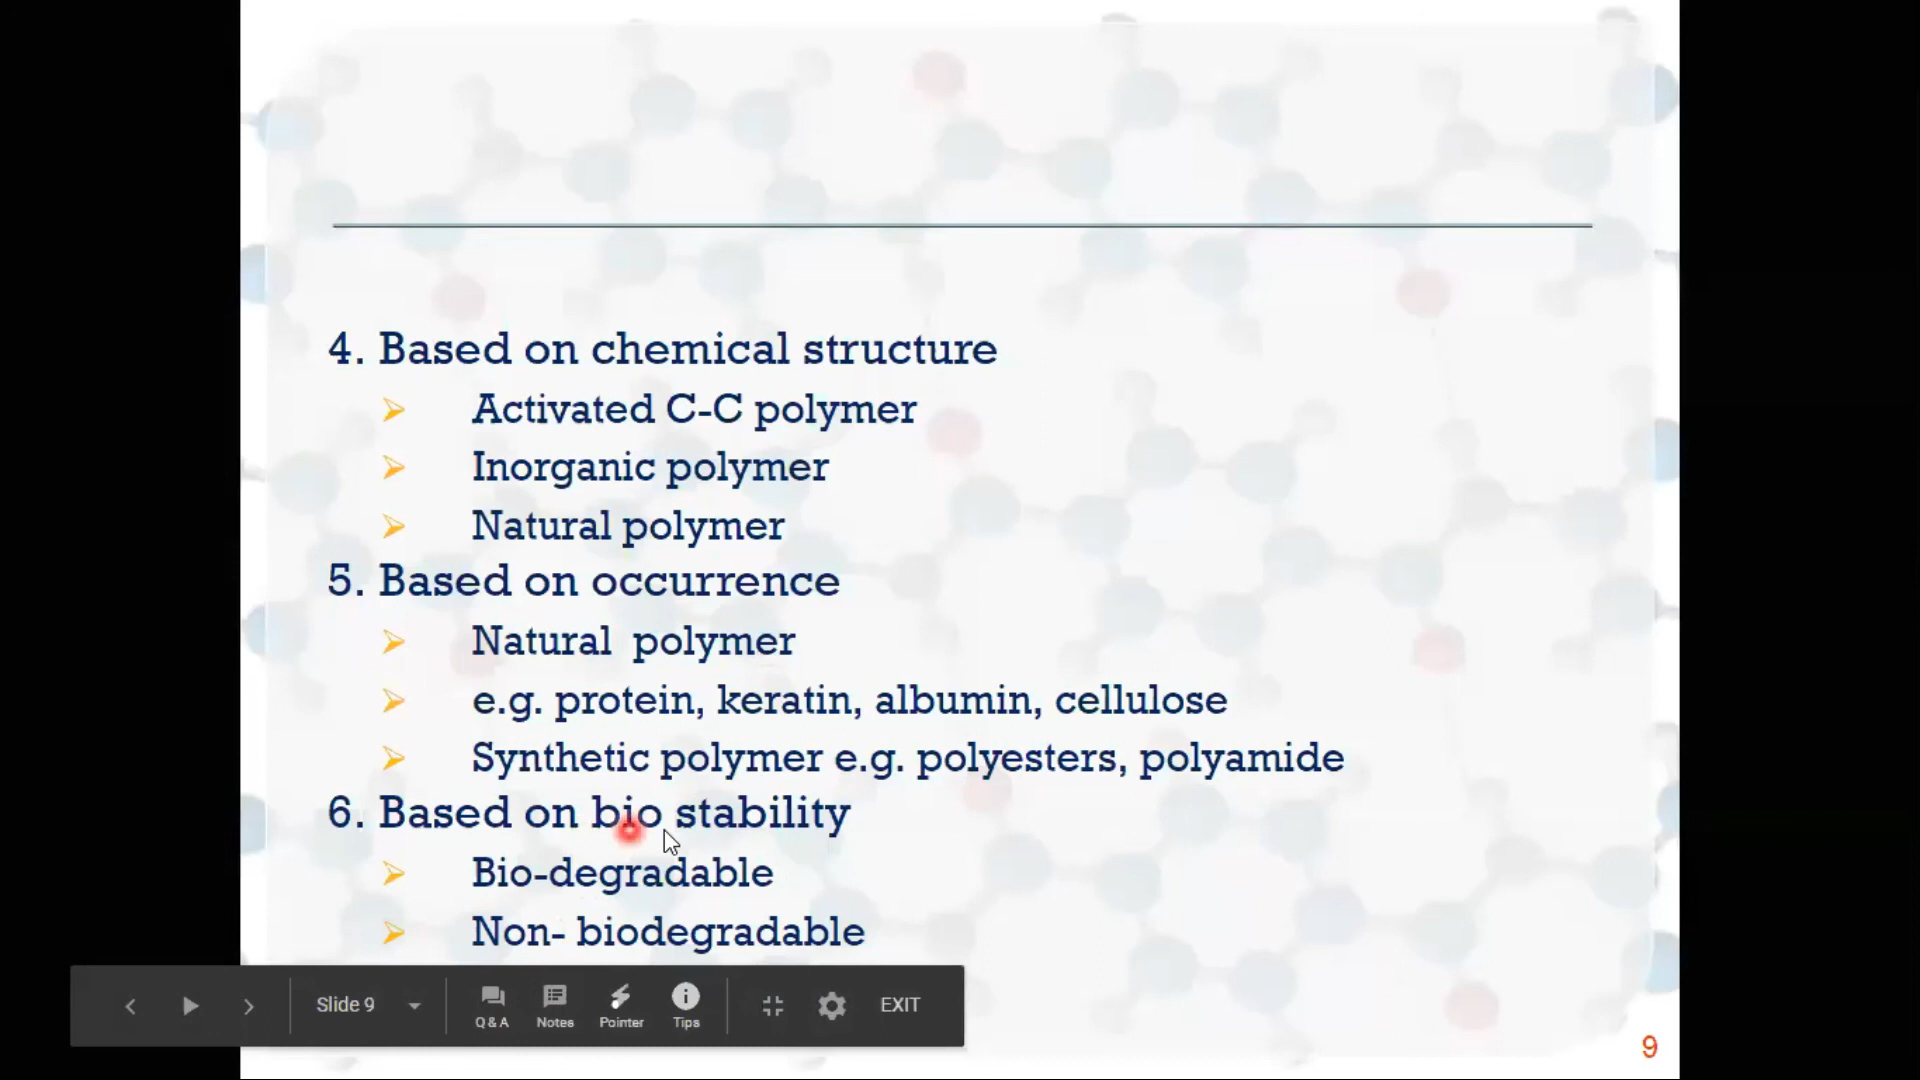 4. Based on chemical structure
Activated C-C polymer
Inorganic polymer
Natural polymer
5. Based on occurrence
Natural polymer
e.g. protein, keratin, albumin, cellulose
Synthetic polymer e.g. polyesters, polyamide
6. Based on bio stability
Bio-degradable
Non- biodegradable
Slide 9
Q & A
Notes
Pointer
Tips
EXIT
9